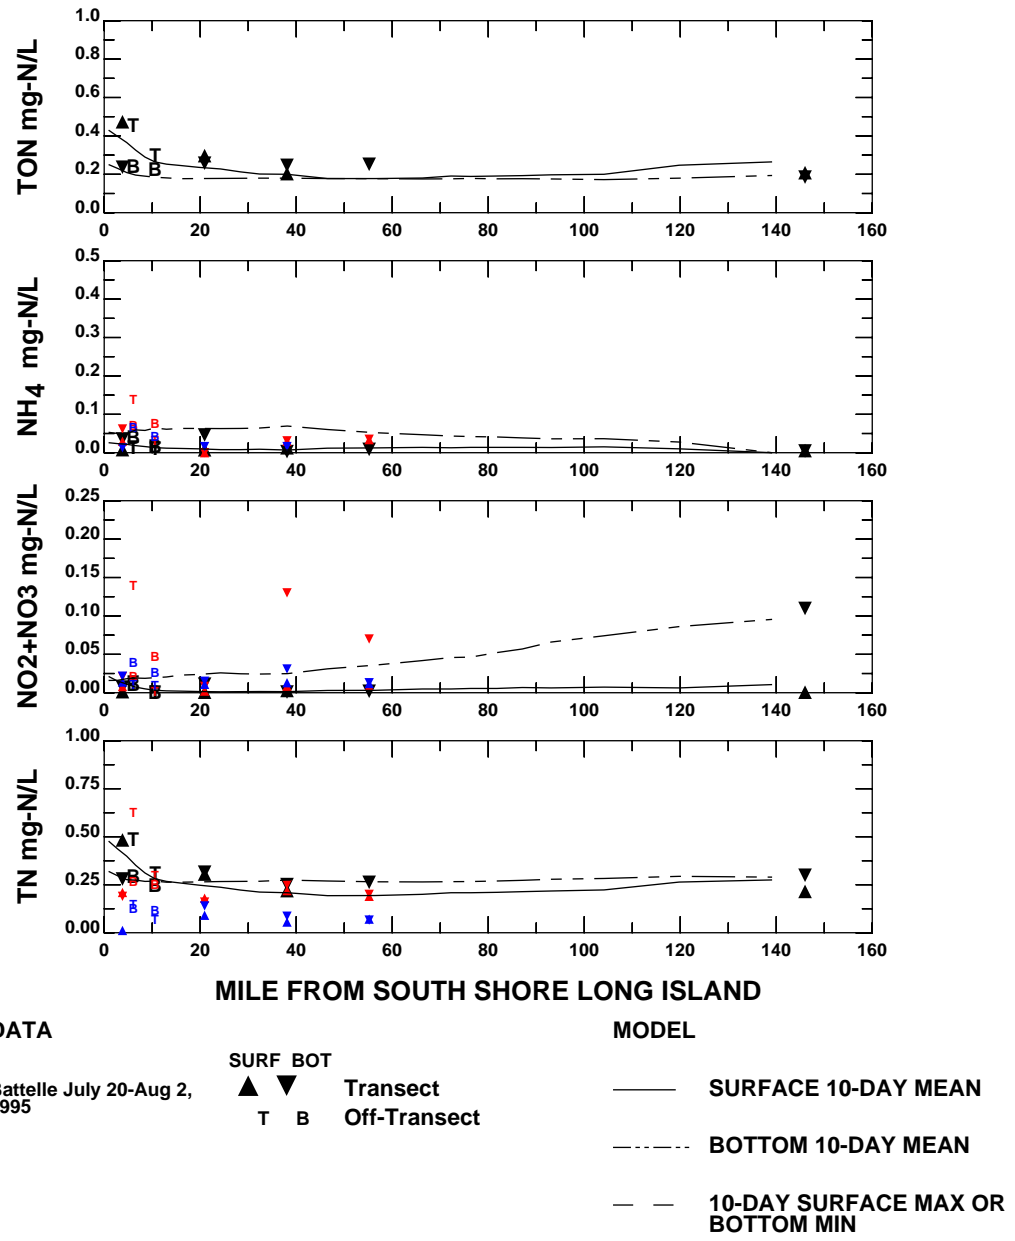 TON mg-N/L
1.0
0.8
0.6
0.4
0.2
0.0
0 20 40 60 80 100 120 140 160
T
B
T
B
NH4 mg-N/L
0.5
0.4
0.3
0.2
0.1
0.0
0 20 40 60 80 100 120 140 160
T
B
B
B
B
B
T
B
NO2+NO3 mg-N/L
0.25
0.20
0.15
0.10
0.05
0.00
0 20 40 60 80 100 120 140 160
T
B
B
B
B
B
T
B
TN mg-N/L
1.00
0.75
0.50
0.25
0.00
0 20 40 60 80 100 120 140 160
T
T
T
B
B
B
T
B
B
T
MILE FROM SOUTH SHORE LONG ISLAND
DATA
SURF BOT
Battelle July 20-Aug 2,
1995
Transect
T B Off-Transect
MODEL
SURFACE 10-DAY MEAN
BOTTOM 10-DAY MEAN
10-DAY SURFACE MAX OR
BOTTOM MIN